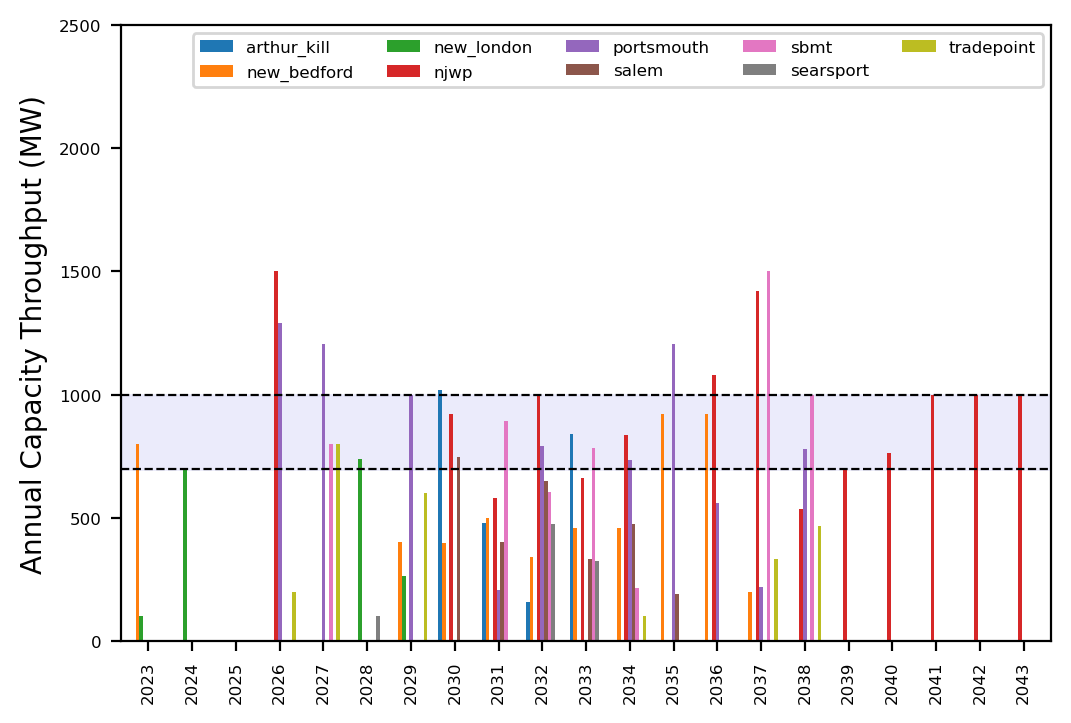 Annual Capacity Throughput (MW)
2500
2000
1500
1000
500
0
arthur_kill new_london portsmouth sbmt tradepoint
new_bedford njwp salem searsport
2023 2024 2025 2026 2027 2028 2029 2030 2031 2032 2033 2034 2035 2036 2037 2038 2039 2040 2041 2042 2043